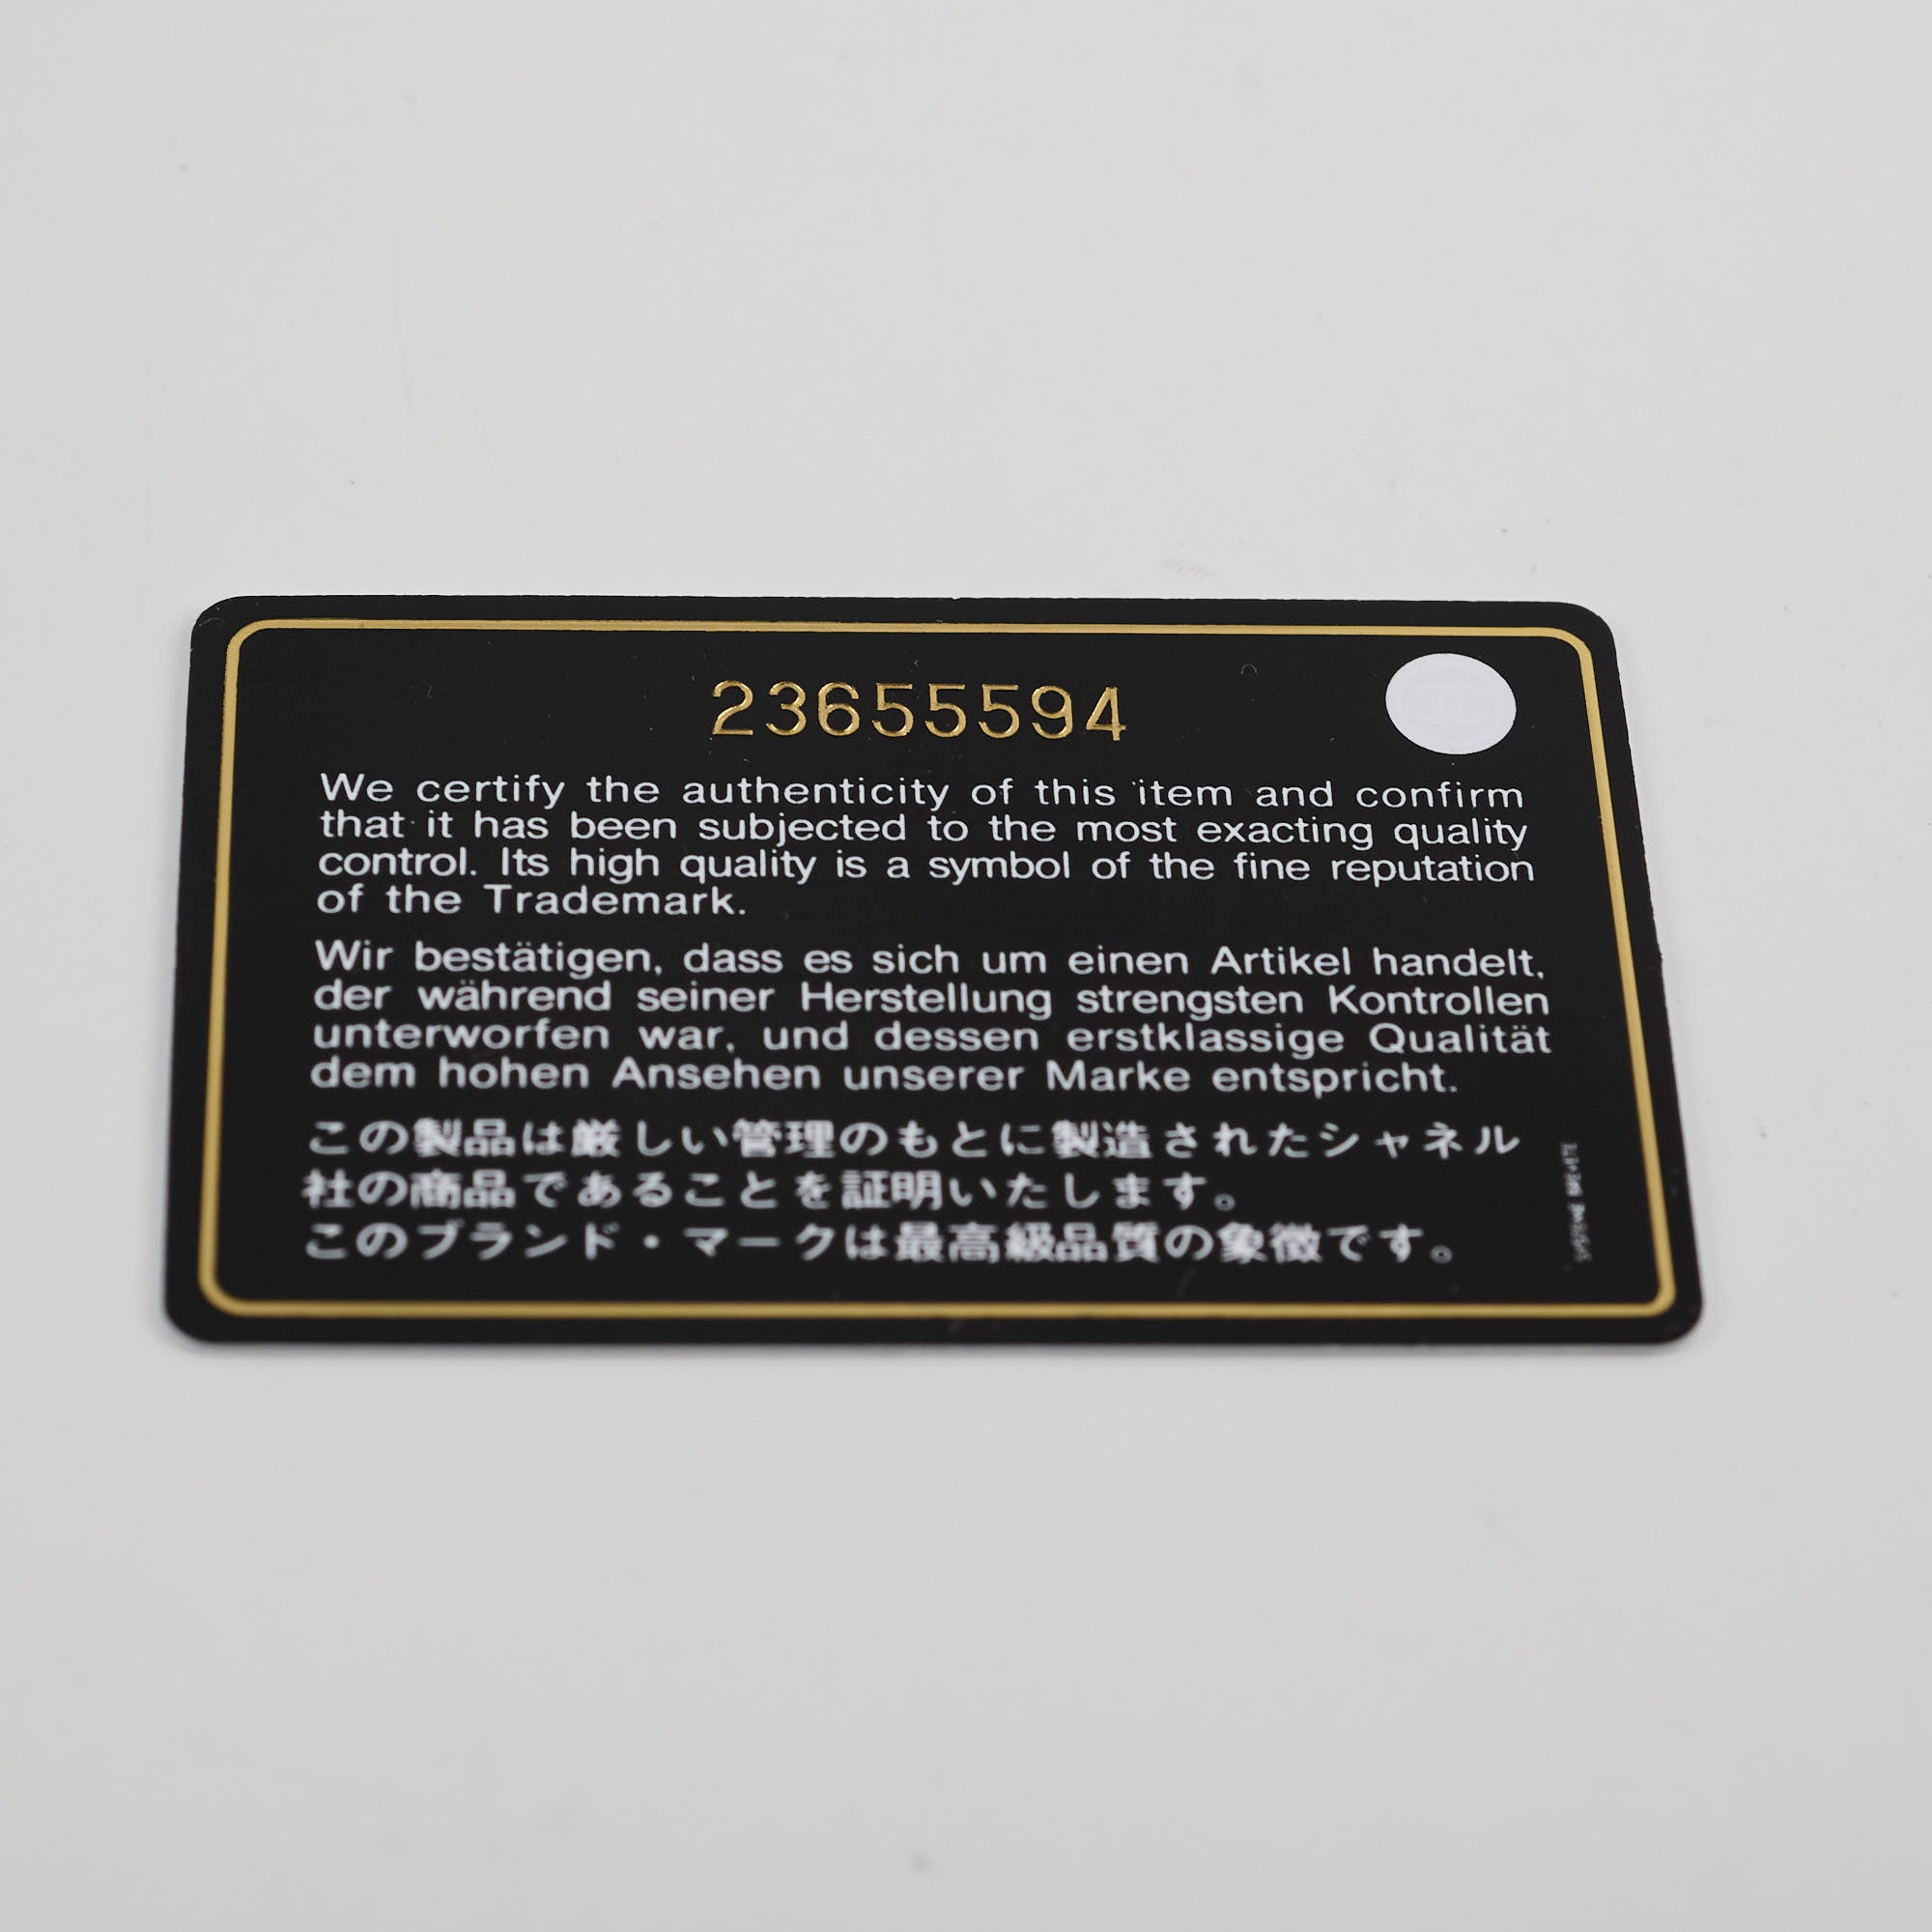 23655594
We certify the authenticity of this item and confirm
that it has been subjected to the most exacting quality
control. Its high quality is a symbol of the fine reputation
of the Trademark.
Wir bestätigen, dass es sich um einen Artikel handelt,
der während seiner Herstellung strengsten Kontrollen
unterworfen war, und dessen erstklassige Qualität
dem hohen Ansehen unserer Marke entspricht.
この製品は厳しい管理のもとに製造されたシャネル
社の商品であることを証明いたします。
このブランド・マークは最高級品質の象徴です。